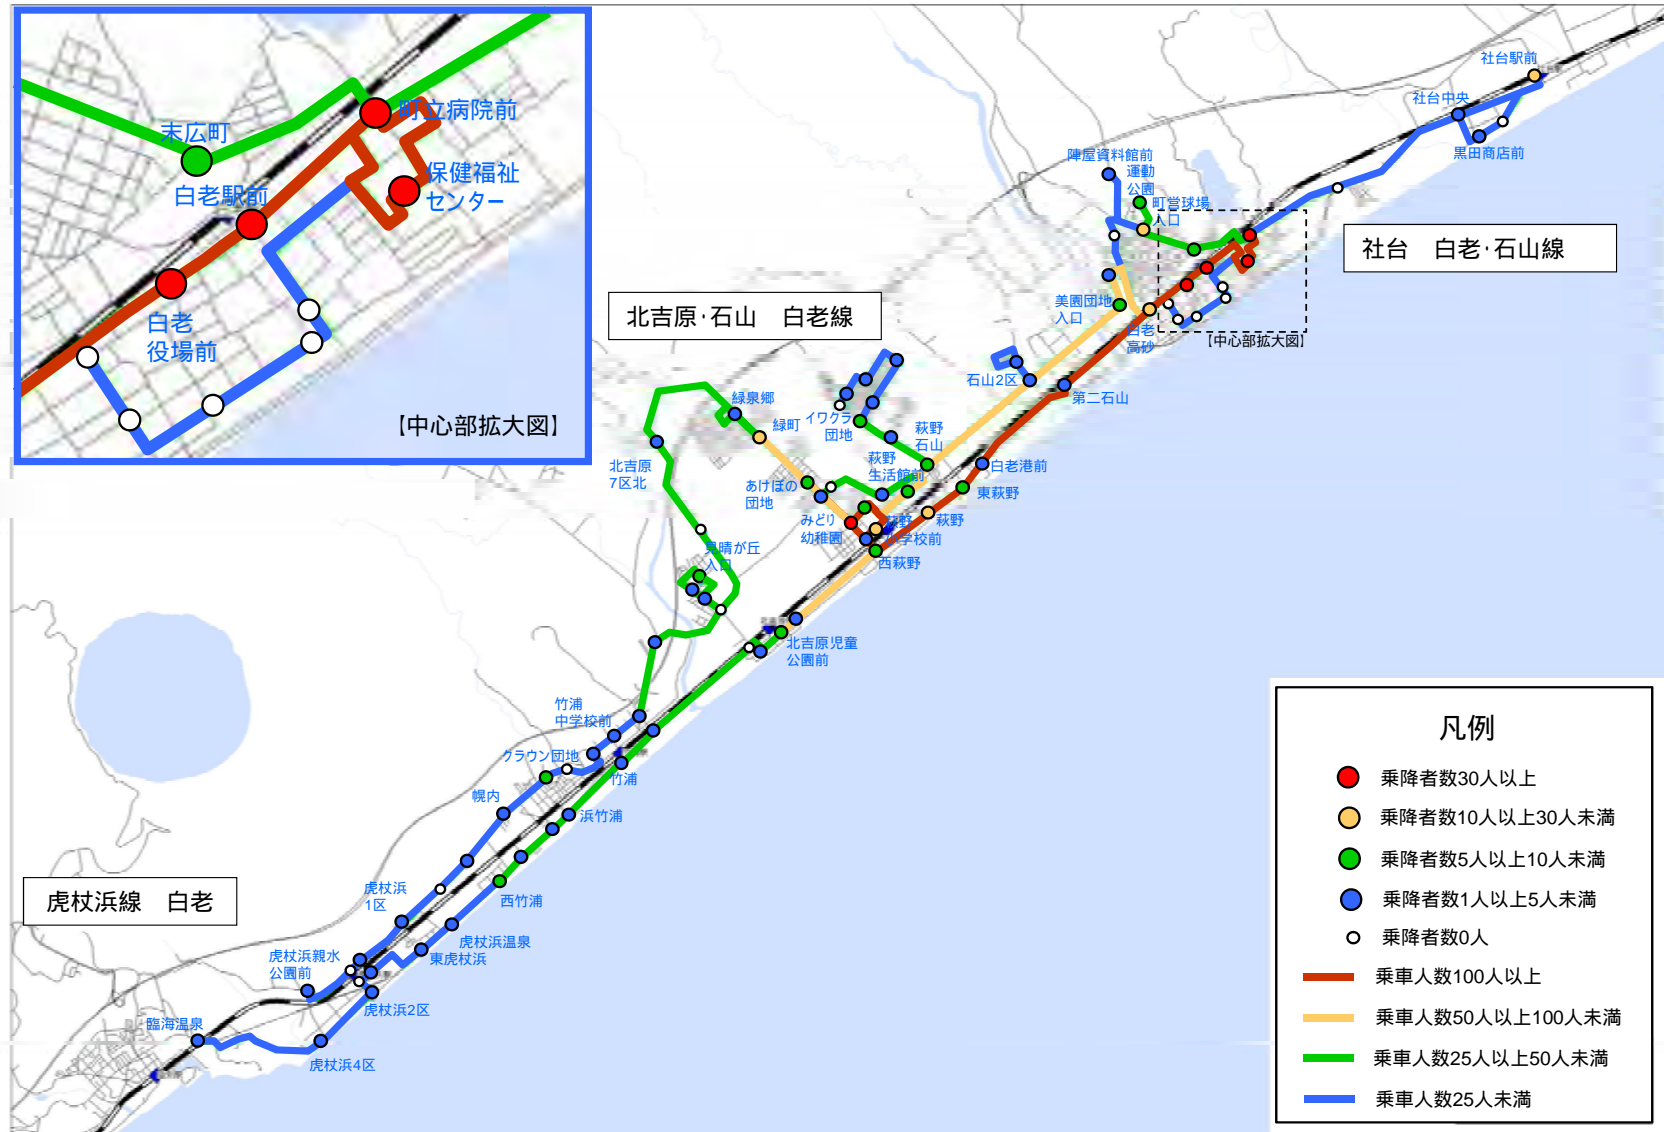 末広町
町立病院前
白老駅前
保健福祉
センター
白老
役場前
【中心部拡大図】
社台駅前
社台中央
黒田商店前
陣屋資料館前
運動
公園
町営球場
入口
社台　白老・石山線
【中心部拡大図】
美園団地
入口
白老
高砂
北吉原・石山　白老線
石山2区
第二石山
緑泉郷
緑町
イワクラ
団地
萩野
石山
北吉原
7区北
萩野
生活館前
白老港前
あけぼの
団地
東萩野
みどり
幼稚園
萩野
萩野
小学校前
西萩野
見晴が丘
入口
北吉原児童
公園前
竹浦
中学校前
クラウン団地
竹浦
幌内
浜竹浦
虎杖浜線　白老
虎杖浜
1区
西竹浦
虎杖浜温泉
東虎杖浜
虎杖浜親水
公園前
虎杖浜2区
臨海温泉
虎杖浜4区
凡例
乗降者数30人以上
乗降者数10人以上30人未満
乗降者数5人以上10人未満
乗降者数1人以上5人未満
乗降者数0人
乗車人数100人以上
乗車人数50人以上100人未満
乗車人数25人以上50人未満
乗車人数25人未満